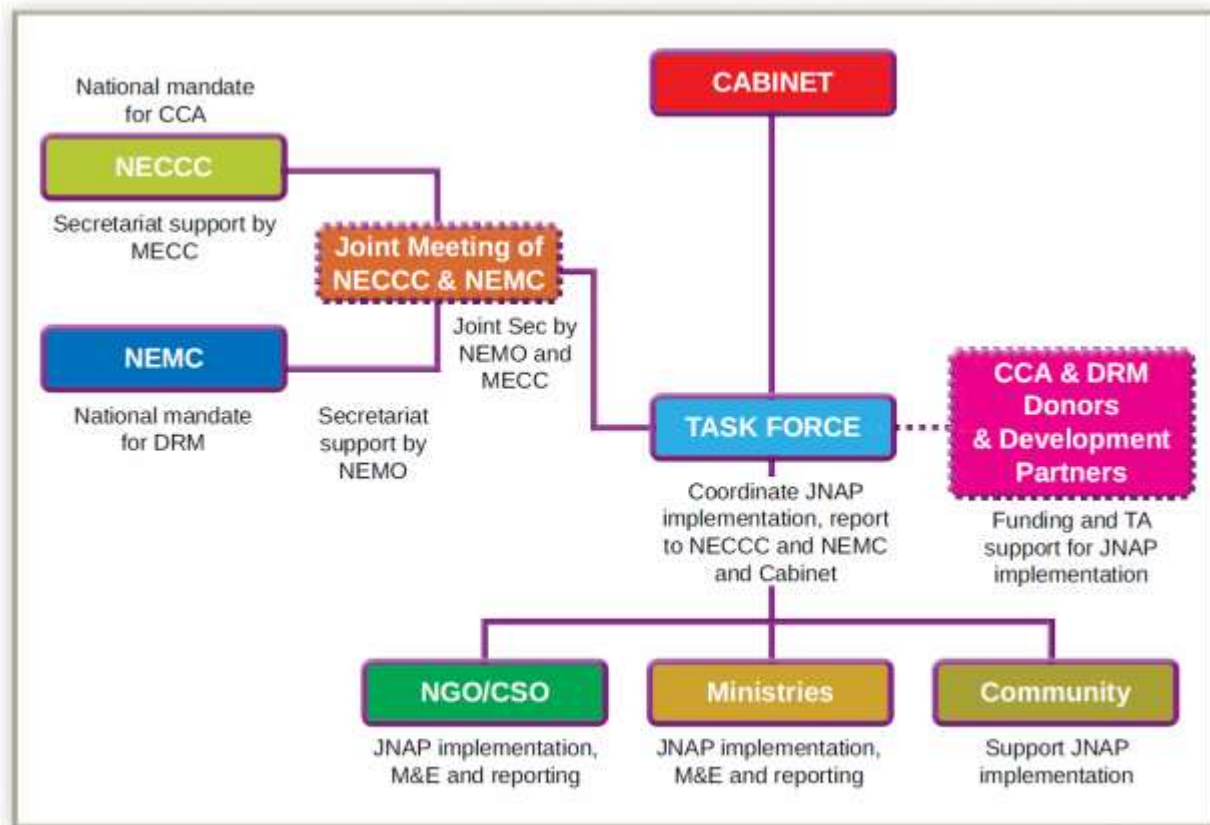 CABINET
National mandate
for CCA
NECCC
Secretariat support by
MECC
Joint Meeting of
NECCC & NEMC
Joint Sec by
NEMO and
MECC
NEMC
National mandate
for DRM
Secretariat
support by
NEMO
TASK FORCE
Coordinate JNAP
implementation, report
to NECCC and NEMC
and Cabinet
CCA & DRM
Donors
& Development
Partners
Funding and TA
support for JNAP
implementation
NGO/CSO
JNAP implementation,
M&E and reporting
Ministries
JNAP implementation,
M&E and reporting
Community
Support JNAP
implementation